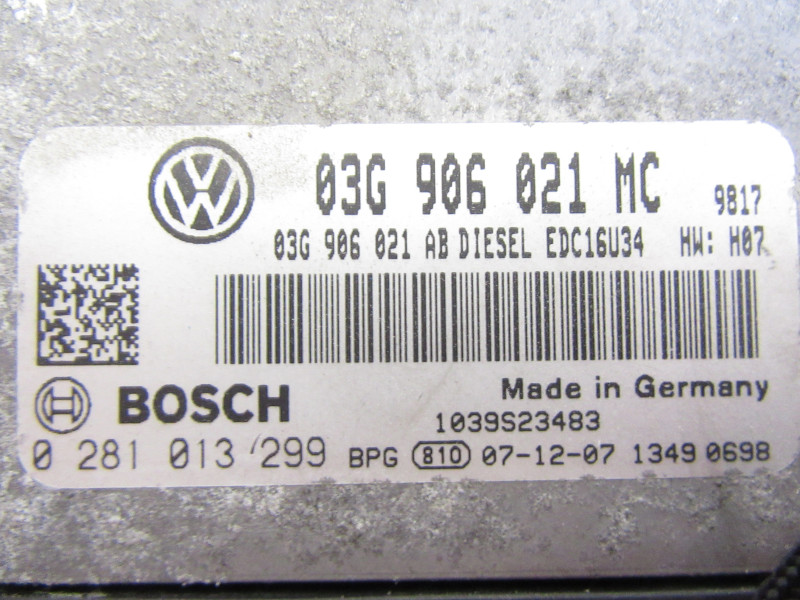 03G 906 021 MC 9817
03G 906 021 AB DIESEL EDC16U34 HW: H07
BOSCH
Made in Germany
1039S23483
0 281 013 299 BPG 810 07-12-07 1349 0698